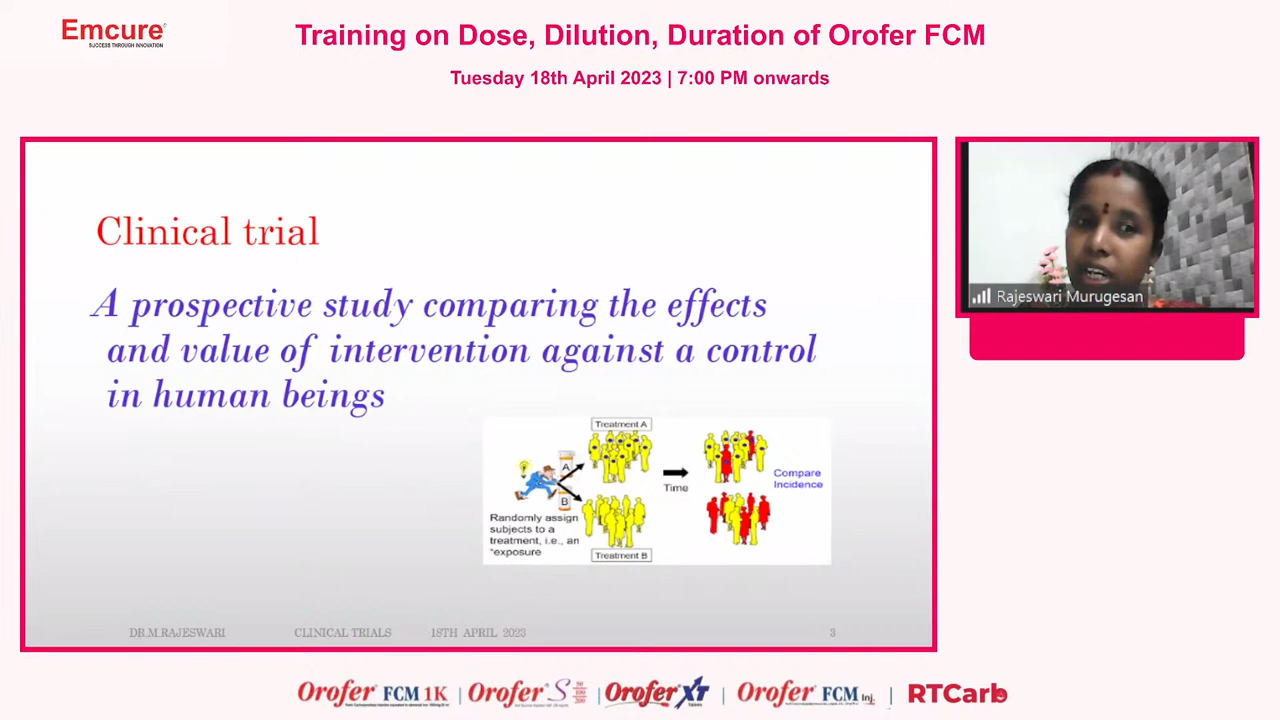 Emcure
SUCCESS THROUGH INNOVATION
Training on Dose, Dilution, Duration of Orofer FCM
Tuesday 18th April 2023 | 7:00 PM onwards
Clinical trial
A prospective study comparing the effects
and value of intervention against a control
in human beings
Treatment A
A
B
Time
Compare
Incidence
Randomly assign
subjects to a
treatment, i.e., an
"exposure
Treatment B
DR.M.RAJESWARI CLINICAL TRIALS 18TH APRIL 2023 3
Rajeswari Murugesan
Orofer FCM 1K | Orofer S 50 100 200 | Orofer XT | Orofer FCM Inj. | RTCarb